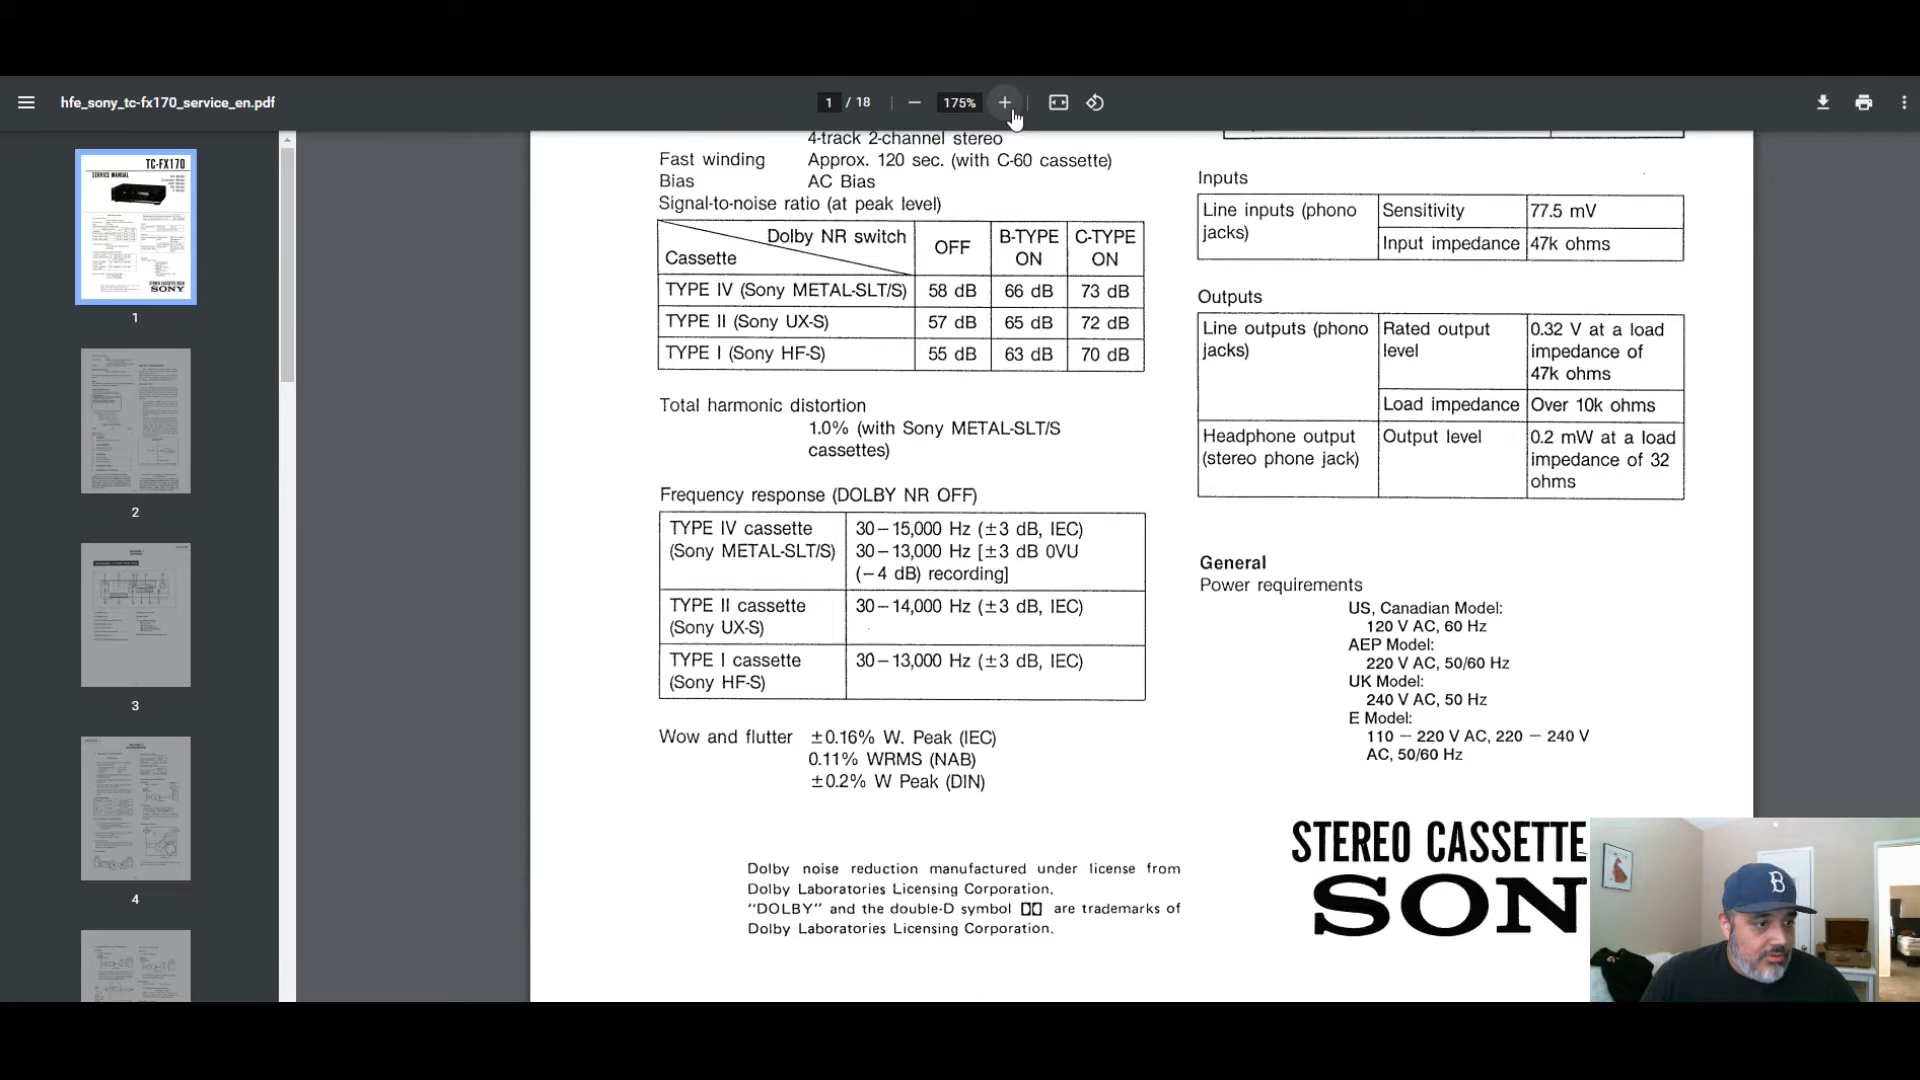 hfe_sony_tc-fx170_service_en.pdf
1 / 18
175%
TC-FX170
SERVICE MANUAL
STEREO CASSETTE DECK
SONY
1
2
3
4
4-track 2-channel stereo
Fast winding Approx. 120 sec. (with C-60 cassette)
Bias AC Bias
Signal-to-noise ratio (at peak level)
Dolby NR switch
Cassette
OFF
B-TYPE ON
C-TYPE ON
TYPE IV (Sony METAL-SLT/S) 58 dB 66 dB 73 dB
TYPE II (Sony UX-S) 57 dB 65 dB 72 dB
TYPE I (Sony HF-S) 55 dB 63 dB 70 dB
Total harmonic distortion
1.0% (with Sony METAL-SLT/S
cassettes)
Frequency response (DOLBY NR OFF)
TYPE IV cassette 30–15,000 Hz (±3 dB, IEC)
(Sony METAL-SLT/S) 30–13,000 Hz [±3 dB 0VU
(−4 dB) recording]
TYPE II cassette 30–14,000 Hz (±3 dB, IEC)
(Sony UX-S)
TYPE I cassette 30–13,000 Hz (±3 dB, IEC)
(Sony HF-S)
Wow and flutter ±0.16% W. Peak (IEC)
0.11% WRMS (NAB)
±0.2% W Peak (DIN)
Dolby noise reduction manufactured under license from
Dolby Laboratories Licensing Corporation.
"DOLBY" and the double-D symbol are trademarks of
Dolby Laboratories Licensing Corporation.
Inputs
Line inputs (phono jacks)
Sensitivity 77.5 mV
Input impedance 47k ohms
Outputs
Line outputs (phono jacks)
Rated output level
0.32 V at a load
impedance of
47k ohms
Load impedance Over 10k ohms
Headphone output (stereo phone jack)
Output level
0.2 mW at a load
impedance of 32
ohms
General
Power requirements
US, Canadian Model:
120 V AC, 60 Hz
AEP Model:
220 V AC, 50/60 Hz
UK Model:
240 V AC, 50 Hz
E Model:
110 – 220 V AC, 220 – 240 V
AC, 50/60 Hz
STEREO CASSETTE
SON
B